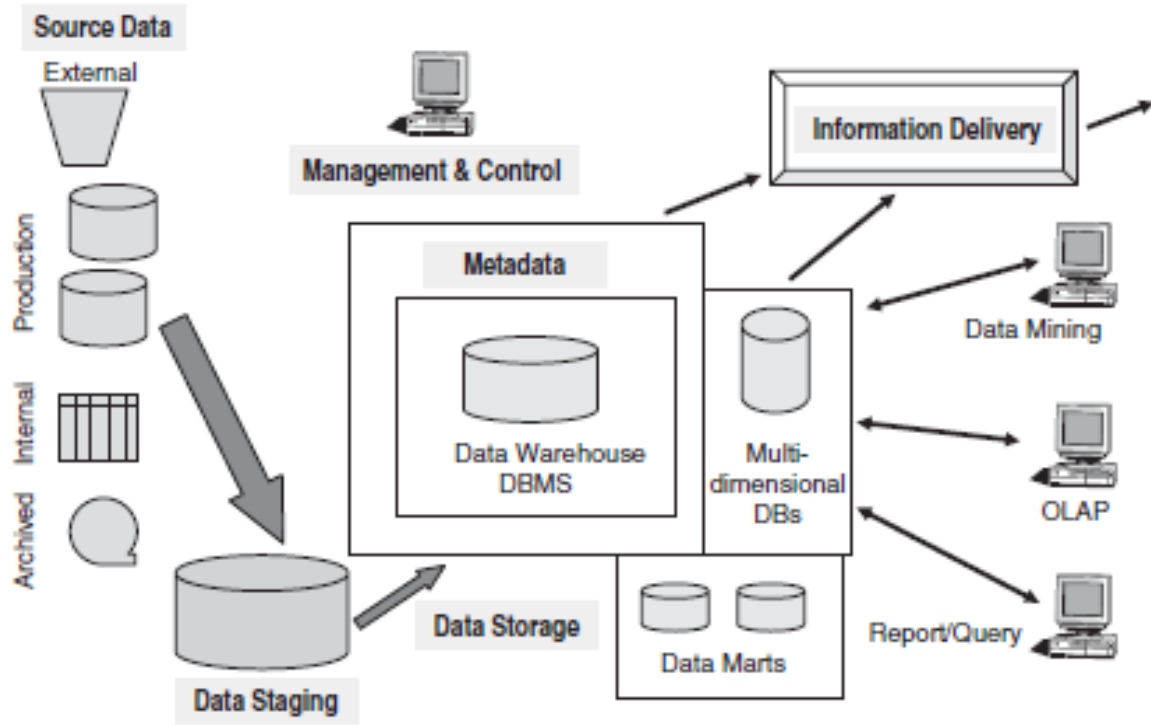 Source Data
External
Production
Internal
Archived
Management & Control
Information Delivery
Metadata
Data Warehouse
DBMS
Multi-
dimensional
DBs
Data Mining
OLAP
Report/Query
Data Storage
Data Marts
Data Staging